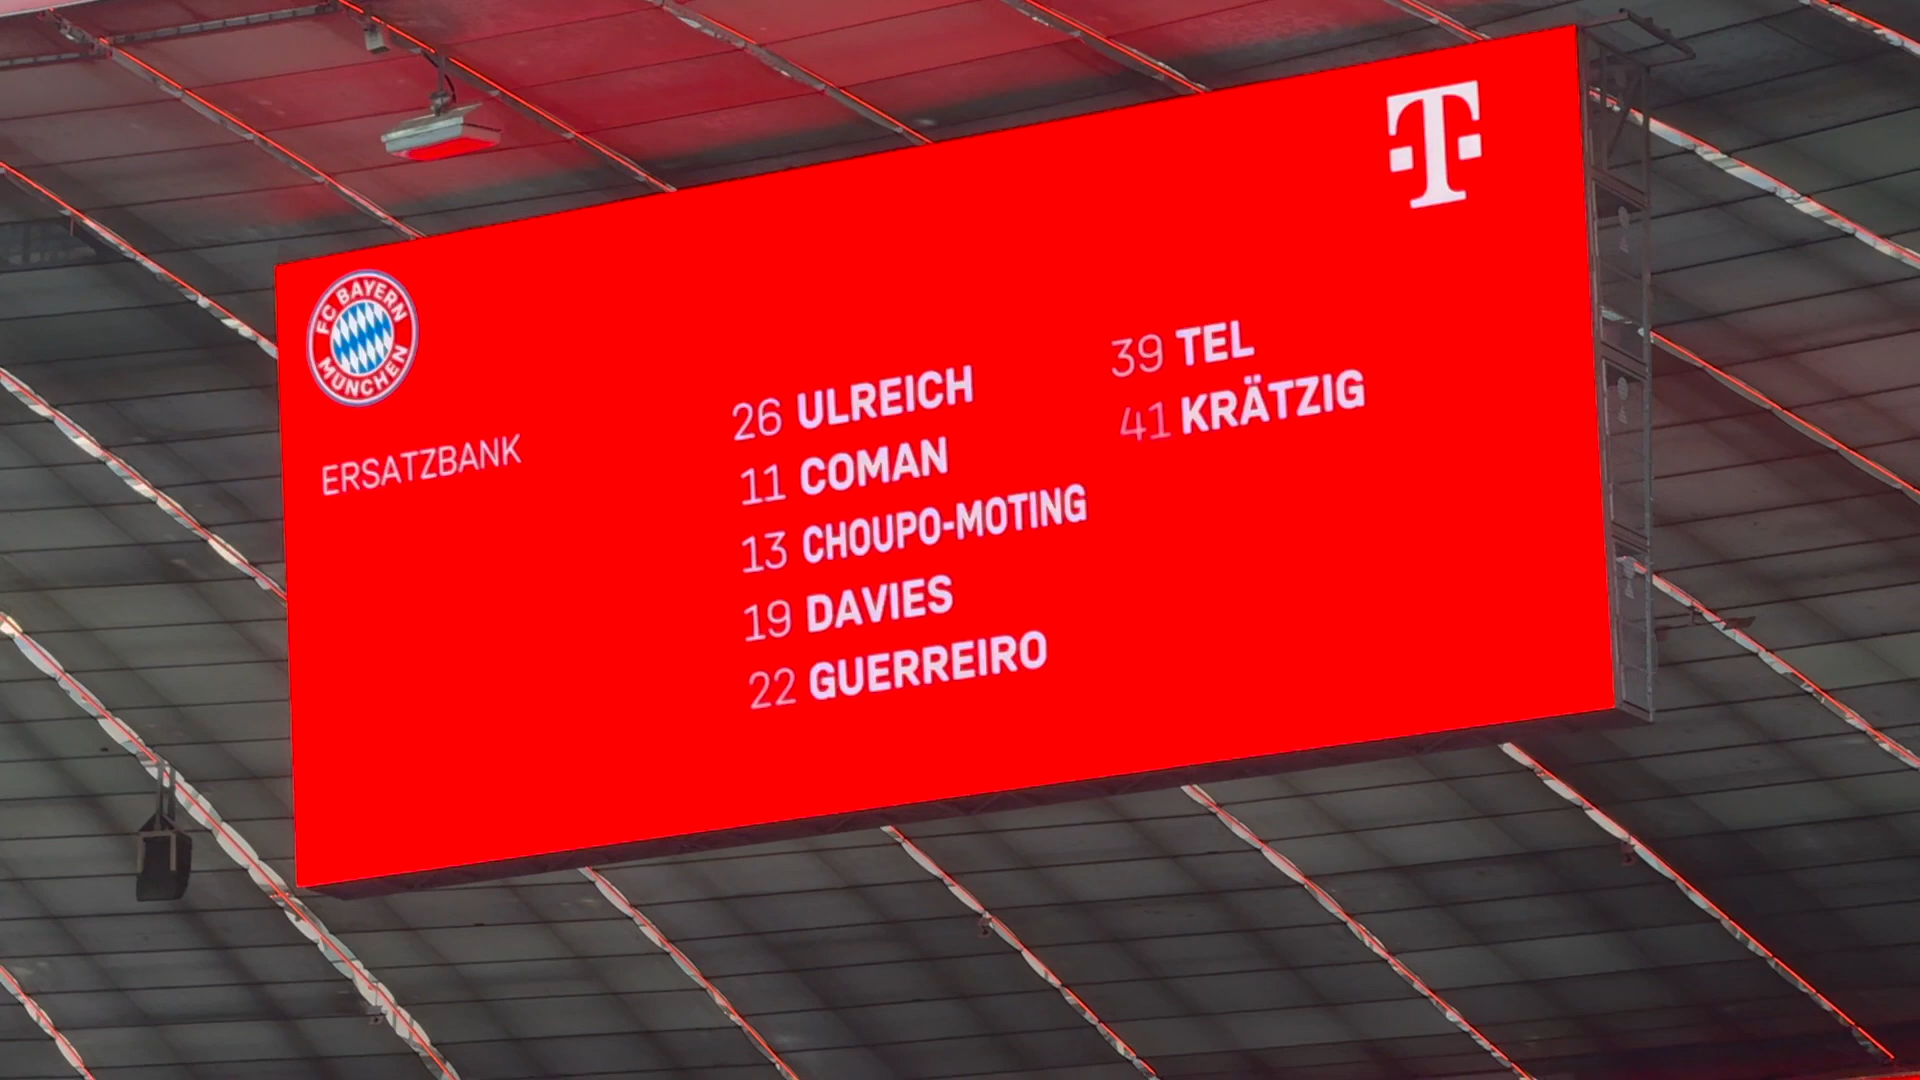 FC BAYERN
MÜNCHEN
T
ERSATZBANK
26 ULREICH
11 COMAN
13 CHOUPO-MOTING
19 DAVIES
22 GUERREIRO
39 TEL
41 KRÄTZIG